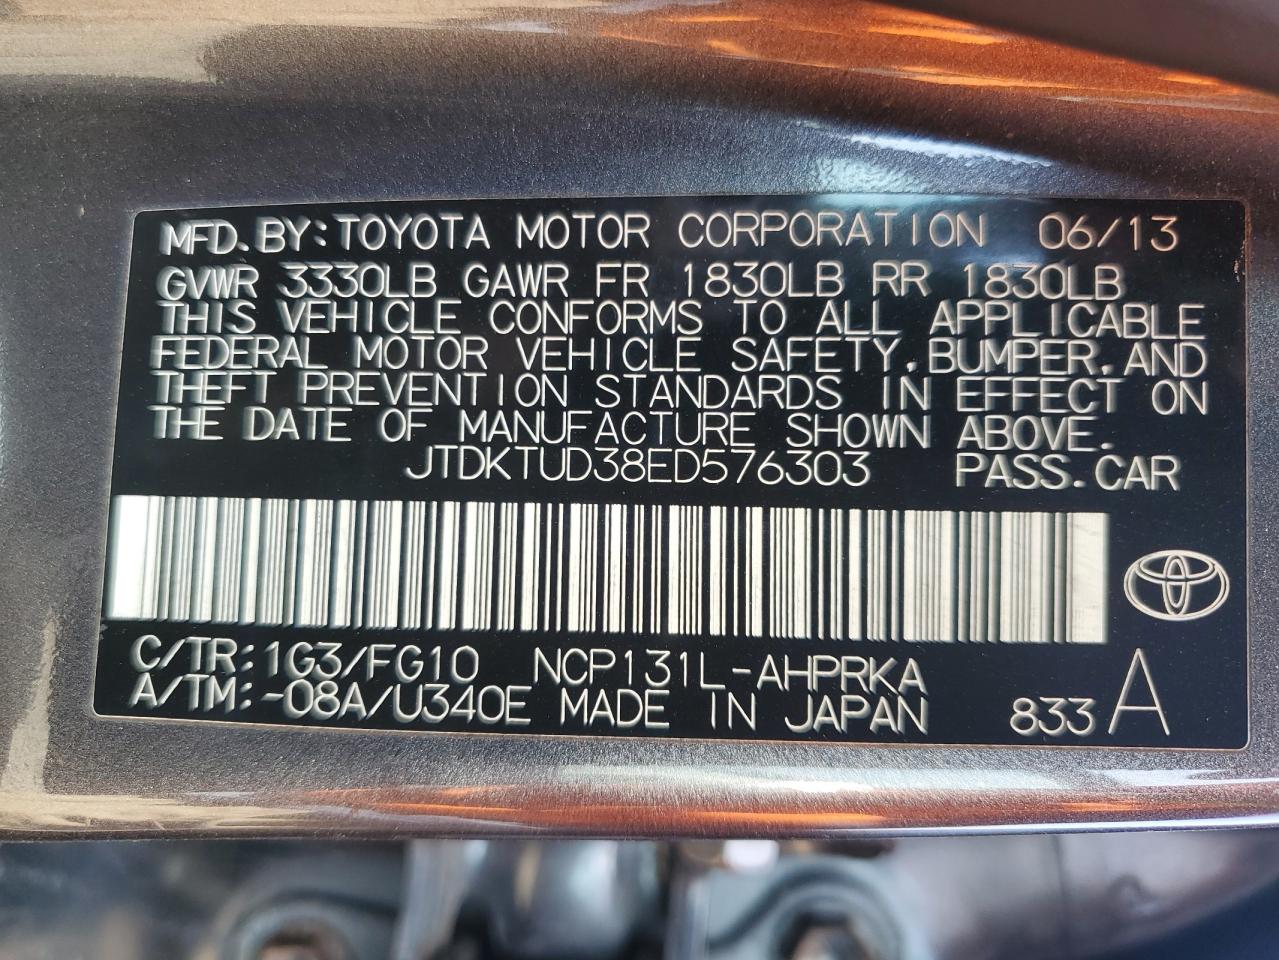 MFD. BY: TOYOTA MOTOR CORPORATION 06/13
GVWR 3330LB GAWR FR 1830LB RR 1830LB
THIS VEHICLE CONFORMS TO ALL APPLICABLE
FEDERAL MOTOR VEHICLE SAFETY, BUMPER, AND
THEFT PREVENTION STANDARDS IN EFFECT ON
THE DATE OF MANUFACTURE SHOWN ABOVE.
JTDKTUD38ED576303 PASS. CAR
C/TR: 1G3/FG10 NCP131L-AHPRKA
A/TM: -08A/U340E MADE IN JAPAN 833 A